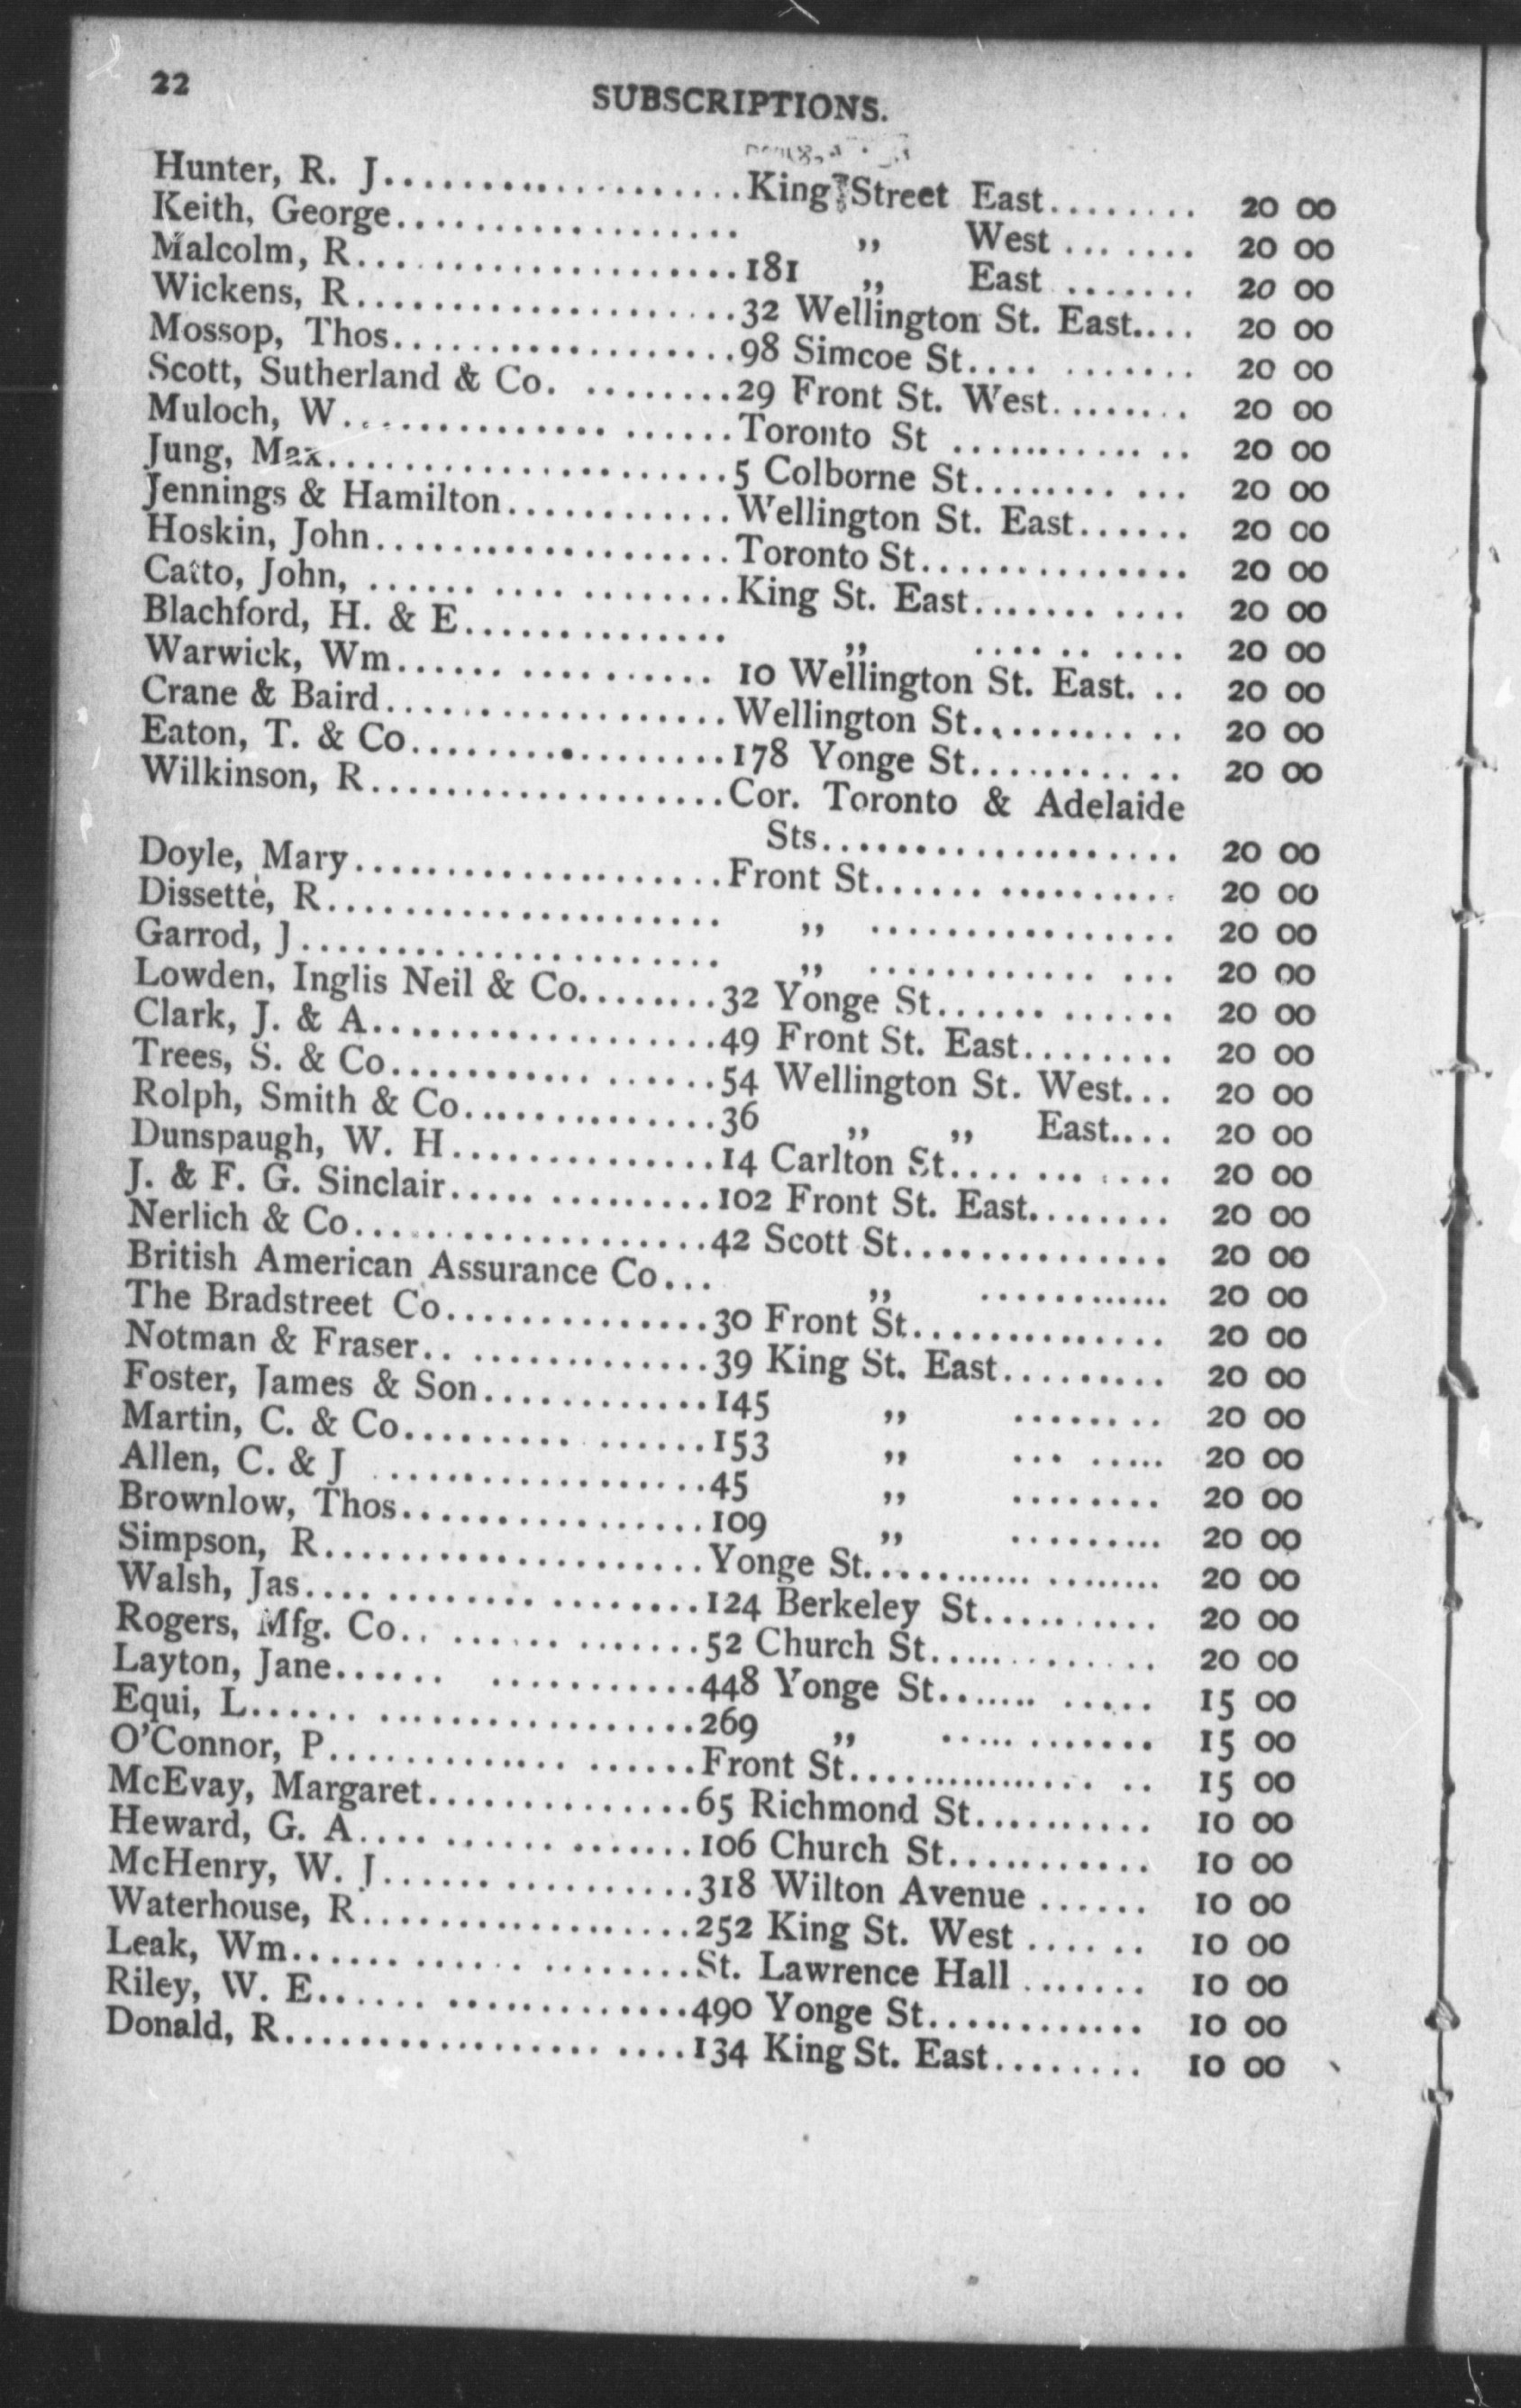 22
SUBSCRIPTIONS.
Hunter, R. J....................King Street East........ 20 00
Keith, George................... „ West ... .... 20 00
Malcolm, R.....................181 „ East ....... 20 00
Wickens, R.....................32 Wellington St. East.... 20 00
Mossop, Thos...................98 Simcoe St.... ....... 20 00
Scott, Sutherland & Co. ........29 Front St. West........ 20 00
Muloch, W............... ......Toronto St ............ .. 20 00
Jung, Max......................5 Colborne St......... ... 20 00
Jennings & Hamilton............Wellington St. East...... 20 00
Hoskin, John...................Toronto St............... 20 00
Catto, John, ...... .... ........King St. East....... .... 20 00
Blachford, H. & E.............. „ .... .. .... 20 00
Warwick, Wm...... .......... 10 Wellington St. East. .. 20 00
Crane & Baird..................Wellington St.......... .. 20 00
Eaton, T. & Co.................178 Yonge St.......... .. 20 00
Wilkinson, R...................Cor. Toronto & Adelaide
Sts................... 20 00
Doyle, Mary....................Front St...... .......... 20 00
Dissette, R..................... „ ................ 20 00
Garrod, J....................... „ ............ ... 20 00
Lowden, Inglis Neil & Co........32 Yonge St...... ...... 20 00
Clark, J. & A..................49 Front St. East........ 20 00
Trees, S. & Co........... ......54 Wellington St. West... 20 00
Rolph, Smith & Co..............36 „ „ East.... 20 00
Dunspaugh, W. H..............14 Carlton St.... ... .... 20 00
J. & F. G. Sinclair..... .........102 Front St. East........ 20 00
Nerlich & Co...................42 Scott St.............. 20 00
British American Assurance Co... „ ............ 20 00
The Bradstreet Co..............30 Front St.............. 20 00
Notman & Fraser.. .............39 King St. East......... 20 00
Foster, James & Son............145 „ ........ 20 00
Martin, C. & Co......... ......153 „ ... ..... 20 00
Allen, C. & J ..................45 „ ........ 20 00
Brownlow, Thos................109 „ ......... 20 00
Simpson, R....................Yonge St........... ........ 20 00
Walsh, Jas.... ........ ........124 Berkeley St.......... 20 00
Rogers, Mfg. Co.. ...... .......52 Church St............ 20 00
Layton, Jane...... ...........448 Yonge St....... ..... 15 00
Equi, L...... .................269 „ ..... ....... 15 00
O'Connor, P............. ......Front St.............. .. 15 00
McEvay, Margaret..............65 Richmond St.......... 10 00
Heward, G. A.... ...... .......106 Church St........... 10 00
McHenry, W. J...... ..........318 Wilton Avenue ...... 10 00
Waterhouse, R..................252 King St. West ...... 10 00
Leak, Wm...... ...... ........St. Lawrence Hall ....... 10 00
Riley, W. E...... .............490 Yonge St............ 10 00
Donald, R................. ....134 King St. East........ 10 00